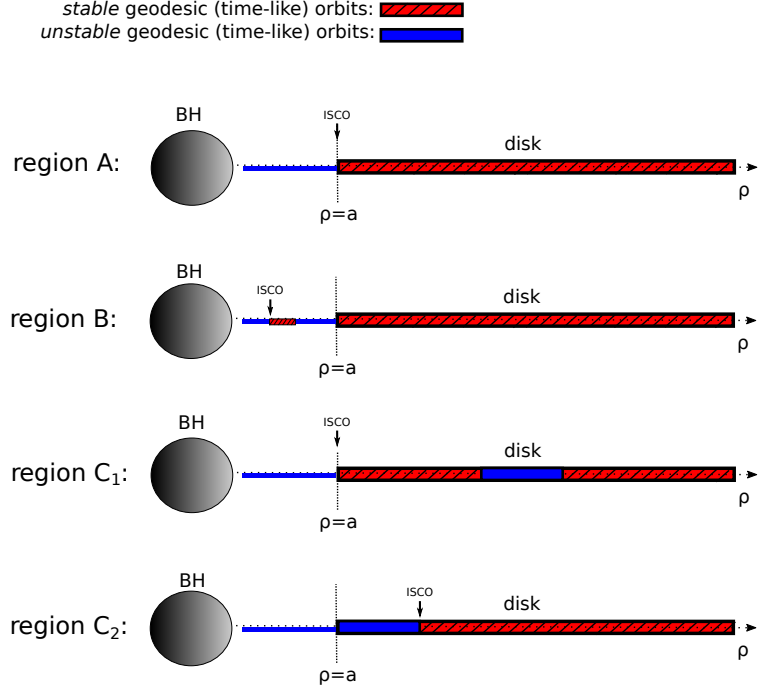 stable geodesic (time-like) orbits:
unstable geodesic (time-like) orbits:
BH
ISCO
disk
region A:
ρ
ρ=a
BH
ISCO
disk
region B:
ρ
ρ=a
BH
ISCO
disk
region C₁:
ρ
ρ=a
BH
ISCO
disk
region C₂:
ρ
ρ=a